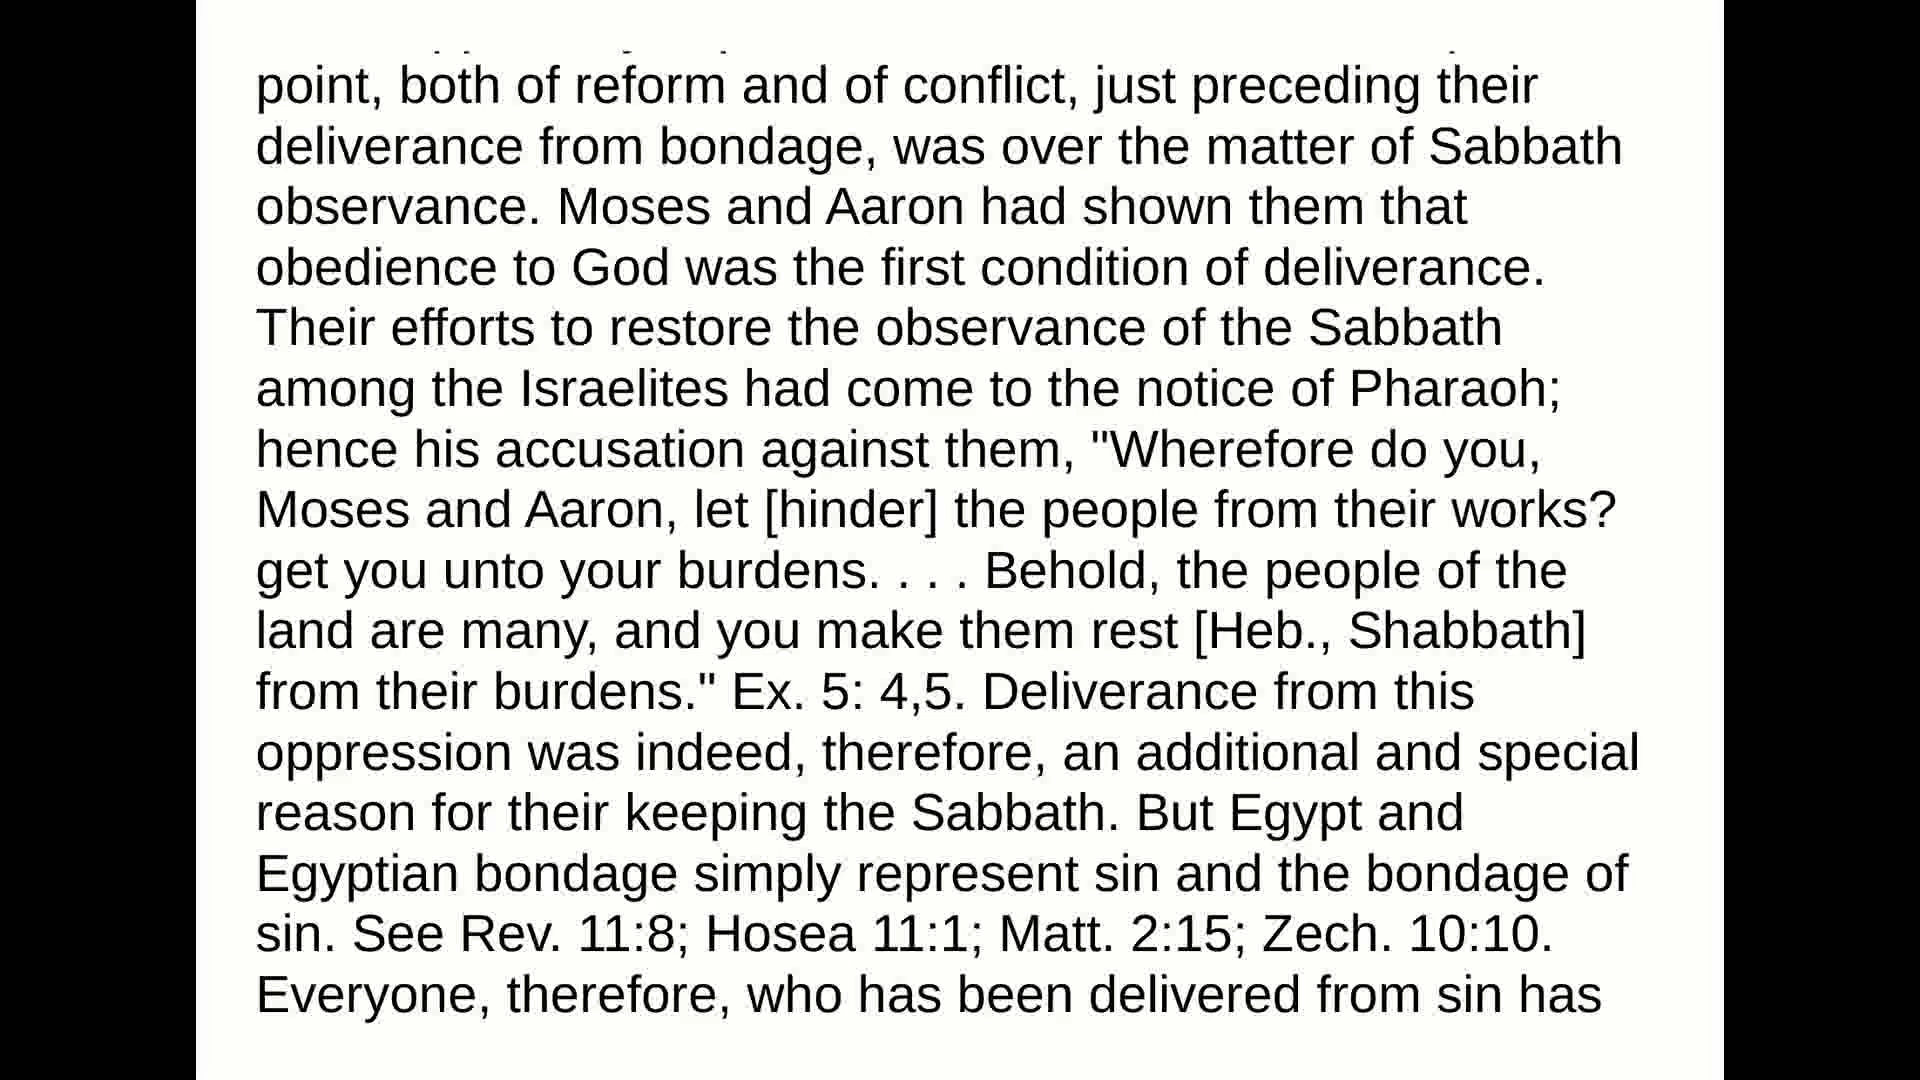 point, both of reform and of conflict, just preceding their
deliverance from bondage, was over the matter of Sabbath
observance. Moses and Aaron had shown them that
obedience to God was the first condition of deliverance.
Their efforts to restore the observance of the Sabbath
among the Israelites had come to the notice of Pharaoh;
hence his accusation against them, "Wherefore do you,
Moses and Aaron, let [hinder] the people from their works?
get you unto your burdens. . . . Behold, the people of the
land are many, and you make them rest [Heb., Shabbath]
from their burdens." Ex. 5: 4,5. Deliverance from this
oppression was indeed, therefore, an additional and special
reason for their keeping the Sabbath. But Egypt and
Egyptian bondage simply represent sin and the bondage of
sin. See Rev. 11:8; Hosea 11:1; Matt. 2:15; Zech. 10:10.
Everyone, therefore, who has been delivered from sin has